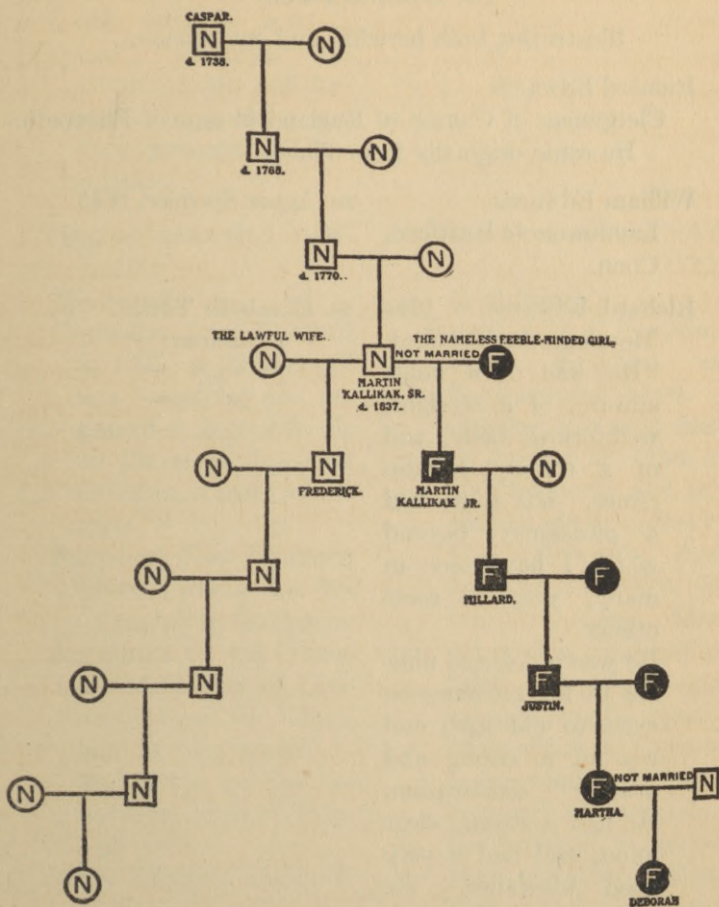 CASPAR.
N N
d. 1738.
N N
d. 1768.
N N
d. 1770.
THE LAWFUL WIFE. THE NAMELESS FEEBLE-MINDED GIRL.
N N NOT MARRIED F
MARTIN
KALLIKAK, SR.
d. 1837.
N N F N
FREDERICK. MARTIN
KALLIKAK JR.
N N F F
MILLARD.
N N F F
JUSTIN.
N N F NOT MARRIED N
MARTHA.
N F
DEBORAH